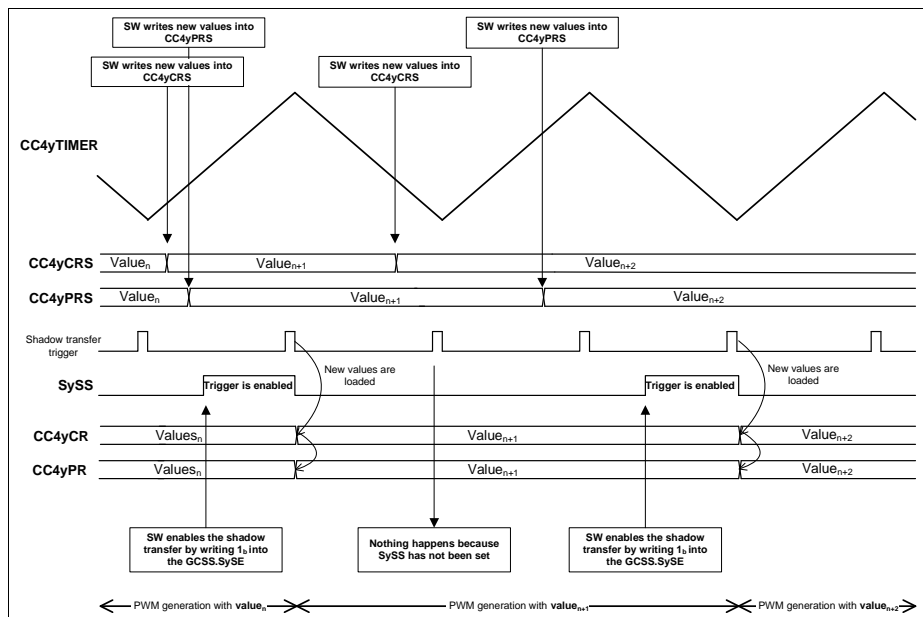 SW writes new values into
CC4yPRS
SW writes new values into
CC4yPRS
SW writes new values into
CC4yCRS
SW writes new values into
CC4yCRS
CC4yTIMER
CC4yCRS
Valueₙ
Valueₙ₊₁
Valueₙ₊₂
CC4yPRS
Valueₙ
Valueₙ₊₁
Valueₙ₊₂
Shadow transfer
trigger
New values are
loaded
New values are
loaded
SySS
Trigger is enabled
Trigger is enabled
CC4yCR
Valuesₙ
Valueₙ₊₁
Valueₙ₊₂
CC4yPR
Valuesₙ
Valueₙ₊₁
Valueₙ₊₂
SW enables the shadow
transfer by writing 1b into
the GCSS.SySE
Nothing happens because
SySS has not been set
SW enables the shadow
transfer by writing 1b into
the GCSS.SySE
PWM generation with valueₙ
PWM generation with valueₙ₊₁
PWM generation with valueₙ₊₂